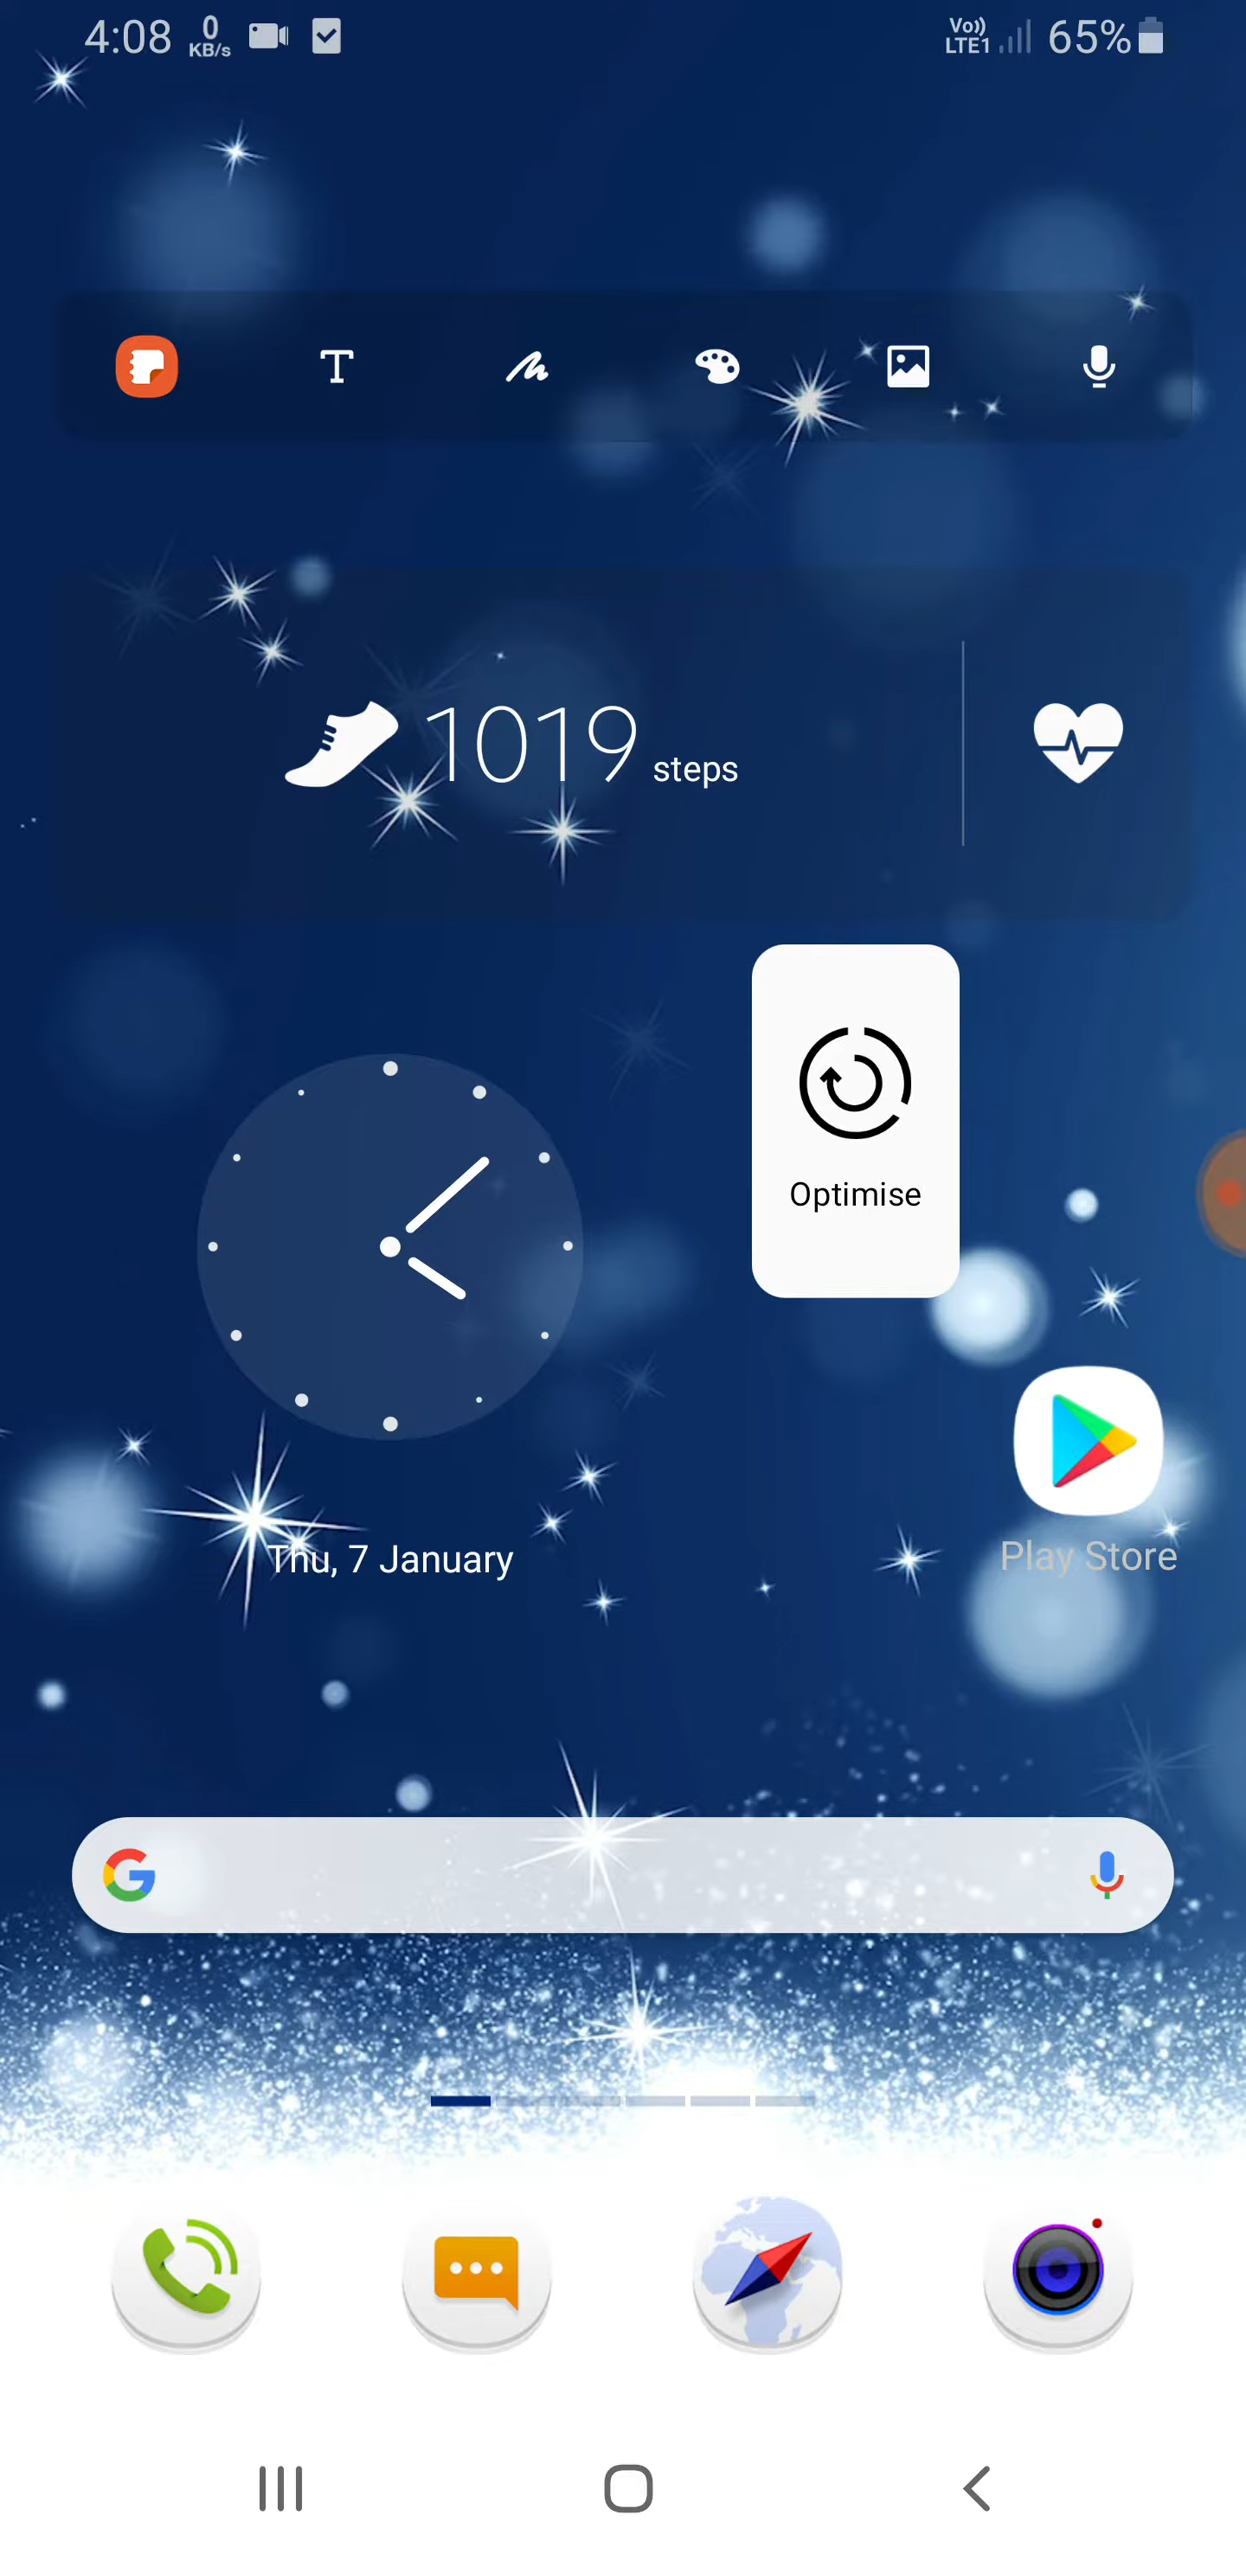 4:08 0 KB/s Vo)) LTE1 65%
T
1019 steps
Optimise
Thu, 7 January
Play Store